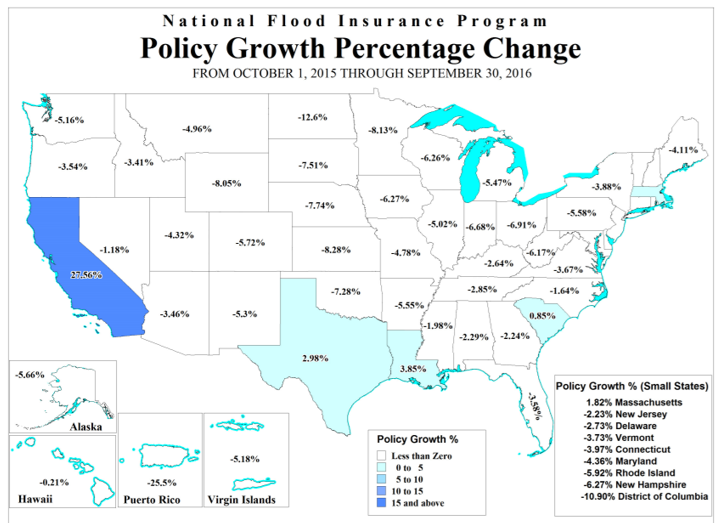 National Flood Insurance Program
Policy Growth Percentage Change
FROM OCTOBER 1, 2015 THROUGH SEPTEMBER 30, 2016
-5.16%
-4.96%
-12.6%
-8.13%
-4.11%
-3.54%
-3.41%
-8.05%
-7.51%
-6.26%
-5.47%
-3.88%
-7.74%
-6.27%
-5.58%
-1.18%
-4.32%
-5.72%
-8.28%
-4.78%
-5.02%
-6.68%
-6.91%
-6.17%
-2.64%
-3.67%
27.56%
-3.46%
-5.3%
-7.28%
-5.55%
-2.85%
-1.64%
2.98%
3.85%
-1.98%
-2.29%
-2.24%
0.85%
-3.58%
-5.66%
Alaska
-0.21%
Hawaii
-25.5%
Puerto Rico
-5.18%
Virgin Islands
Policy Growth %
Less than Zero
0 to 5
5 to 10
10 to 15
15 and above
Policy Growth % (Small States)
1.82% Massachusetts
-2.23% New Jersey
-2.73% Delaware
-3.73% Vermont
-3.97% Connecticut
-4.36% Maryland
-5.92% Rhode Island
-6.27% New Hampshire
-10.90% District of Columbia